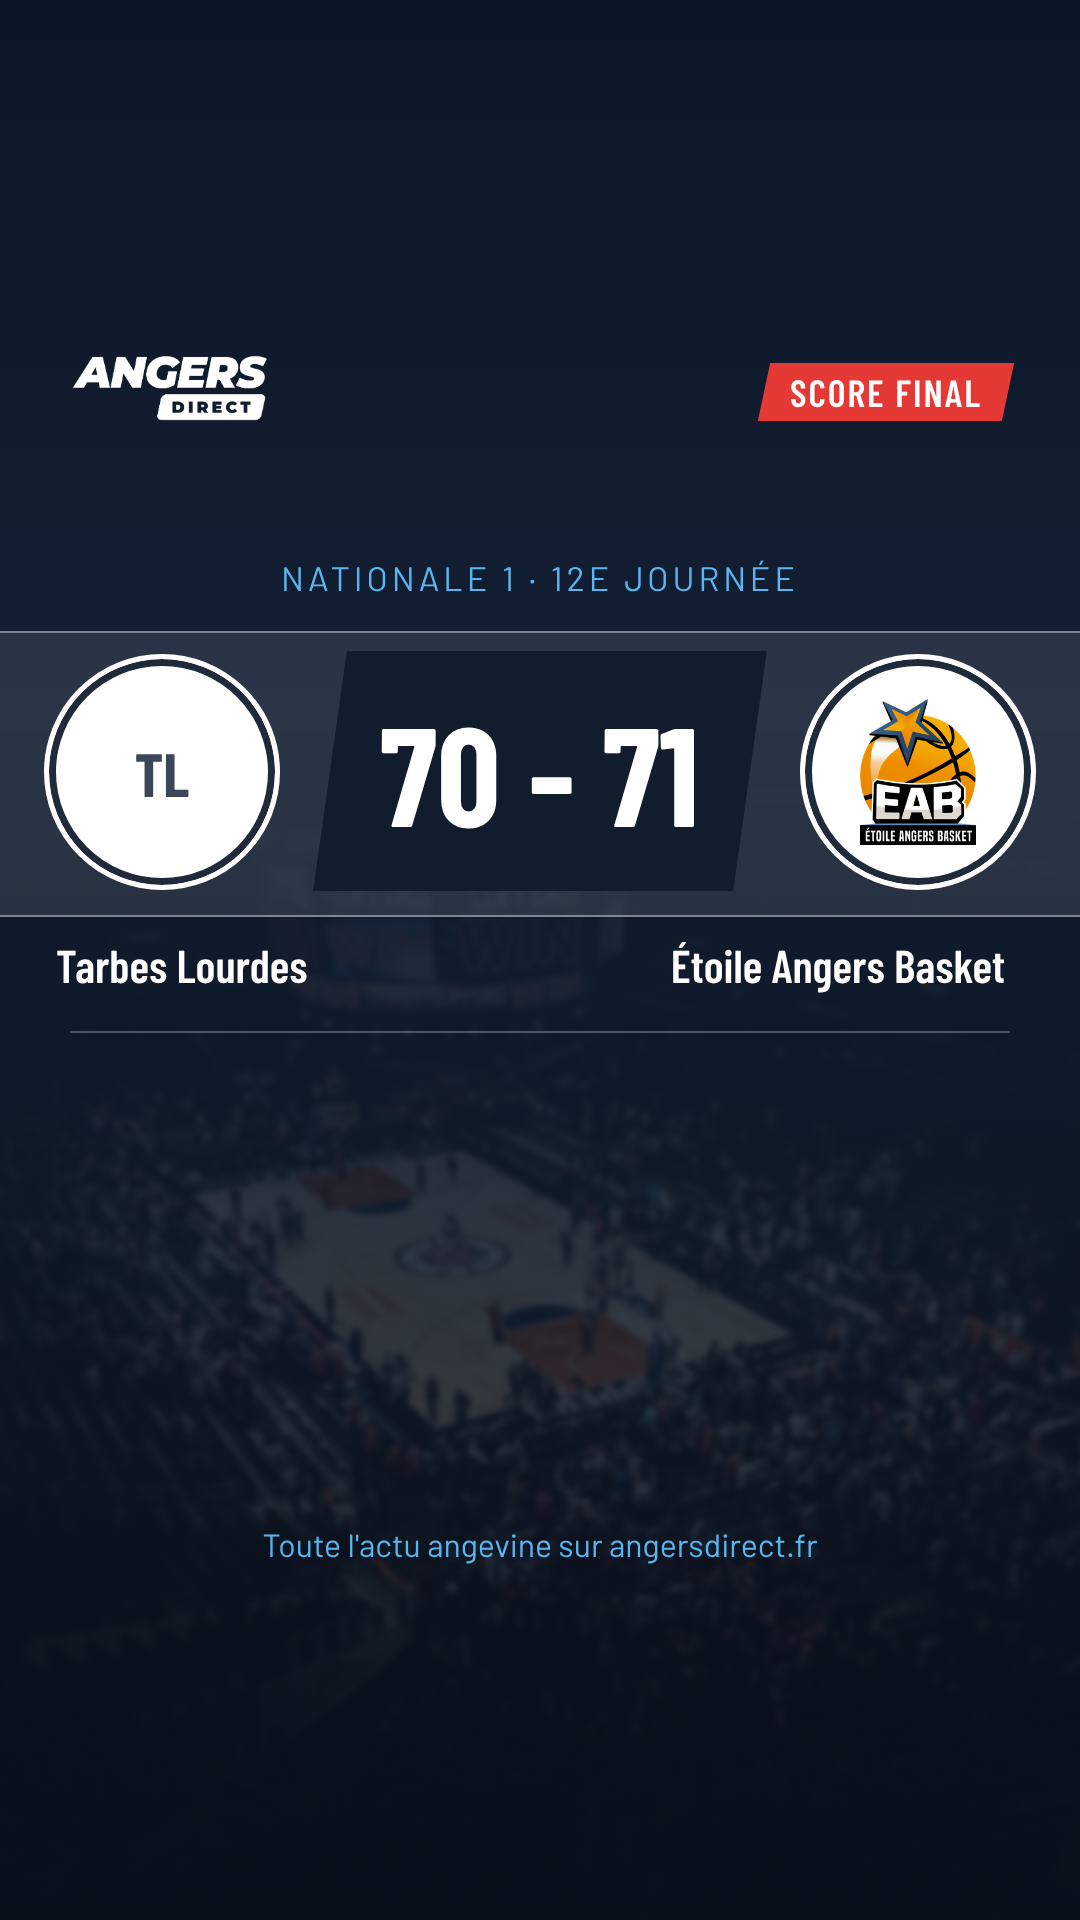 ANGERS
DIRECT
SCORE FINAL
NATIONALE 1 · 12E JOURNÉE
TL
70 - 71
EAB
ÉTOILE ANGERS BASKET
Tarbes Lourdes
Étoile Angers Basket
WIN
Toute l'actu angevine sur angersdirect.fr